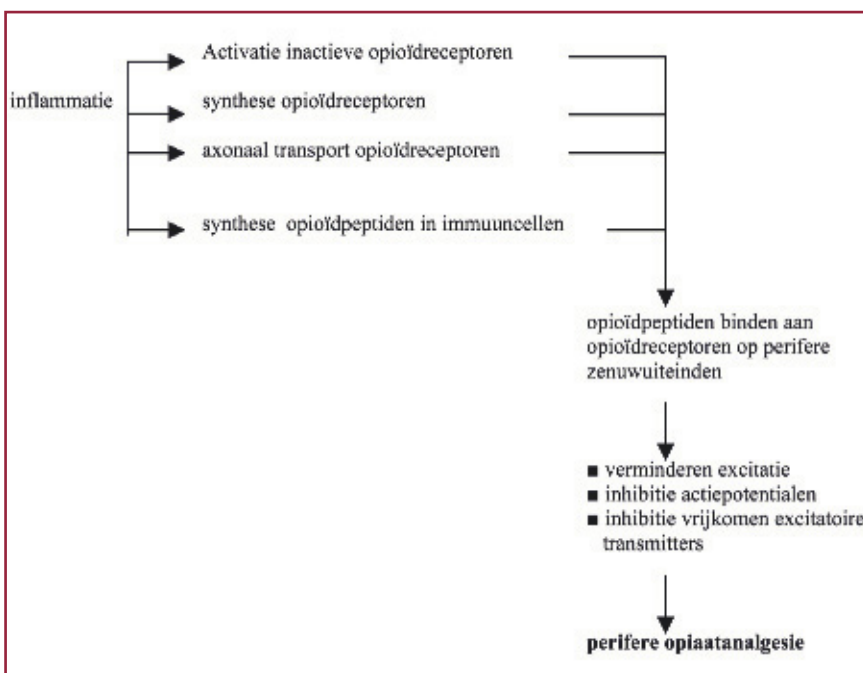 Activatie inactieve opioïdreceptoren
inflammatie
synthese opioïdreceptoren
axonaal transport opioïdreceptoren
synthese opioïdpeptiden in immuuncellen
opioïdpeptiden binden aan
opioïdreceptoren op perifere
zenuwuiteinden
■ verminderen excitatie
■ inhibitie actiepotentialen
■ inhibitie vrijkomen excitatoire
transmitters
perifere opiaatanalgesie